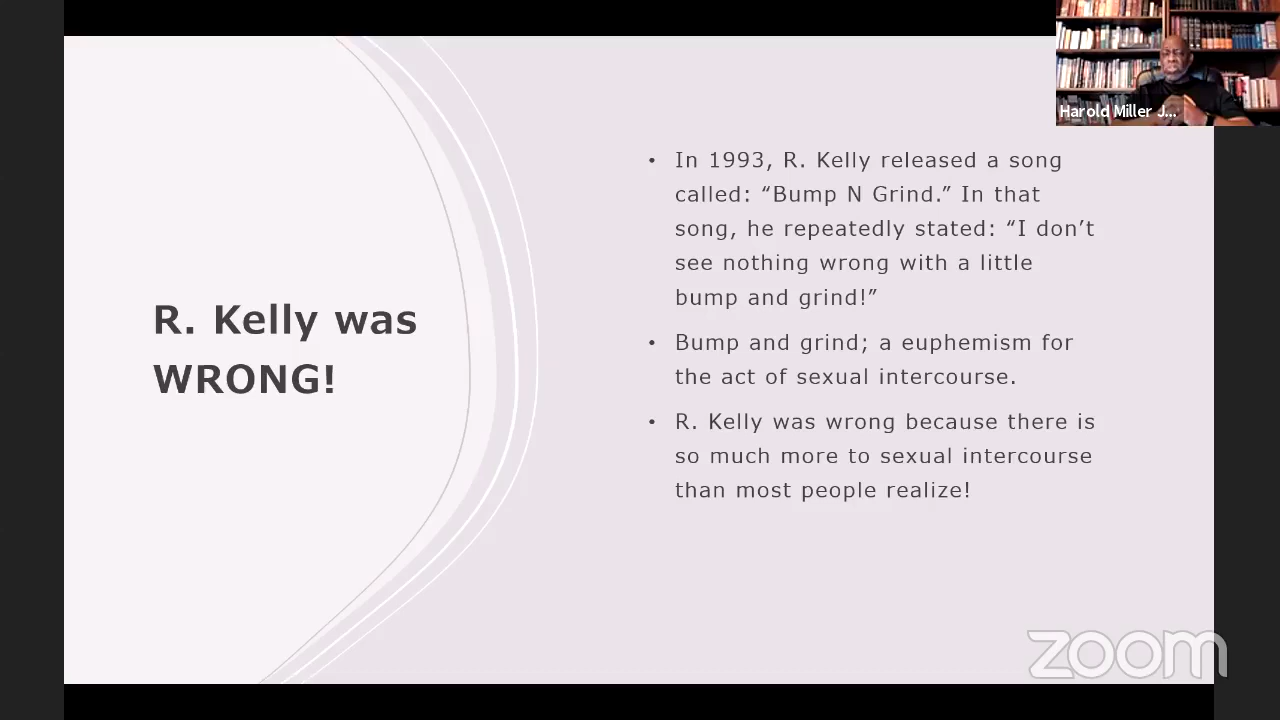 Harold Miller J...
R. Kelly was
WRONG!
• In 1993, R. Kelly released a song
called: “Bump N Grind.” In that
song, he repeatedly stated: “I don’t
see nothing wrong with a little
bump and grind!”
• Bump and grind; a euphemism for
the act of sexual intercourse.
• R. Kelly was wrong because there is
so much more to sexual intercourse
than most people realize!
zoom